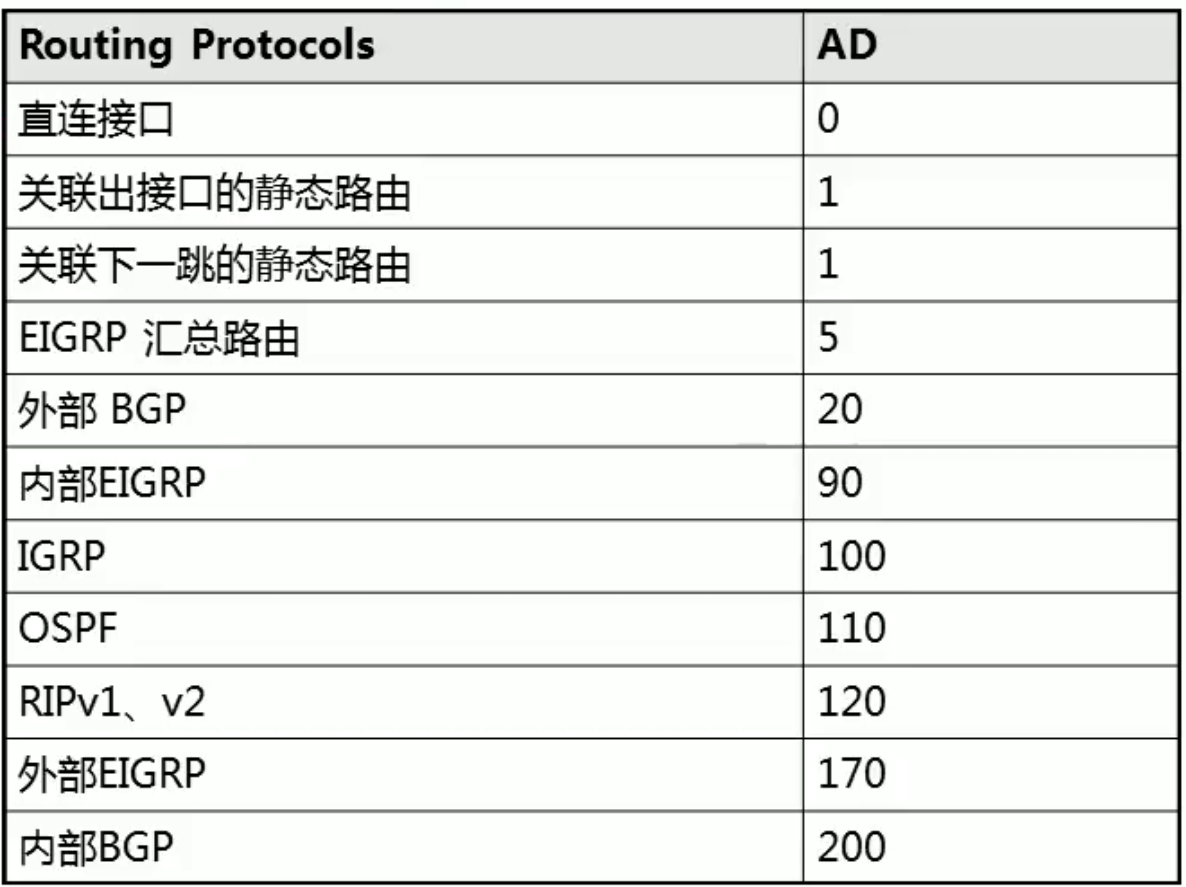 Routing Protocols AD
直连接口 0
关联出接口的静态路由 1
关联下一跳的静态路由 1
EIGRP 汇总路由 5
外部 BGP 20
内部EIGRP 90
IGRP 100
OSPF 110
RIPv1、v2 120
外部EIGRP 170
内部BGP 200